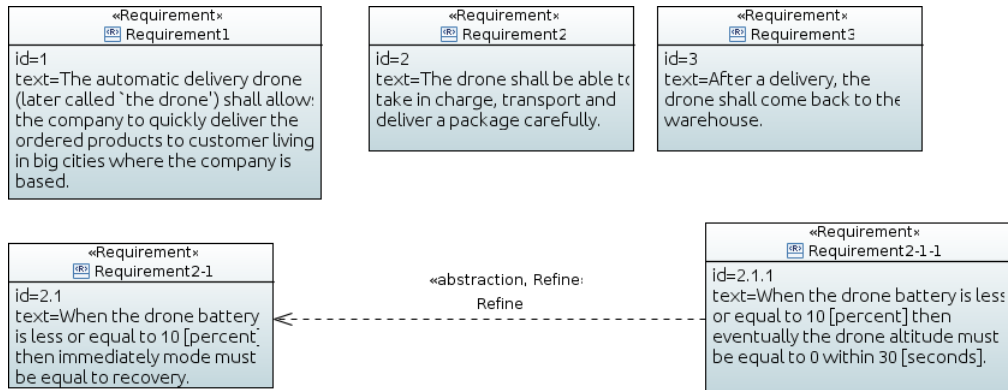 «Requirement»
«R» Requirement1
id=1
text=The automatic delivery drone
(later called `the drone') shall allows
the company to quickly deliver the
ordered products to customer living
in big cities where the company is
based.
«Requirement»
«R» Requirement2
id=2
text=The drone shall be able to
take in charge, transport and
deliver a package carefully.
«Requirement»
«R» Requirement3
id=3
text=After a delivery, the
drone shall come back to the
warehouse.
«Requirement»
«R» Requirement2-1
id=2.1
text=When the drone battery
is less or equal to 10 [percent]
then immediately mode must
be equal to recovery.
«abstraction, Refine»
Refine
«Requirement»
«R» Requirement2-1-1
id=2.1.1
text=When the drone battery is less
or equal to 10 [percent] then
eventually the drone altitude must
be equal to 0 within 30 [seconds].